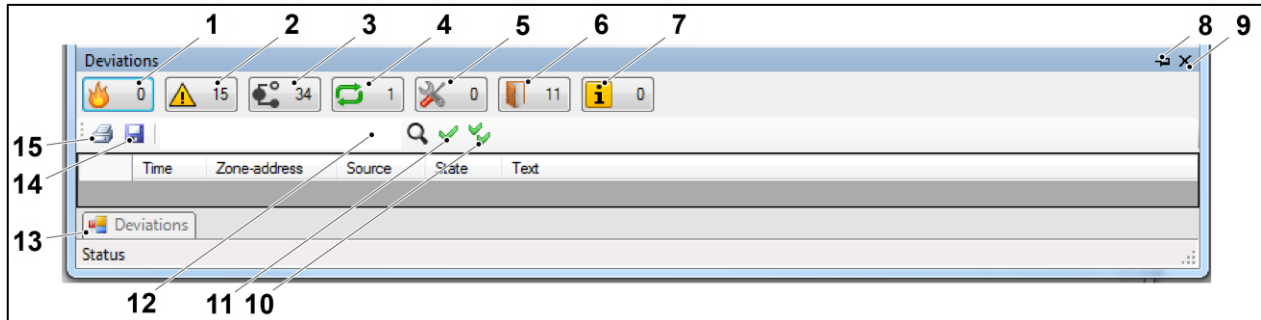 1 2 3 4 5 6 7 8 9
Deviations
0 15 34 1 0 11 i 0
15
Time Zone-address Source State Text
14
13 Deviations
Status
12 11 10